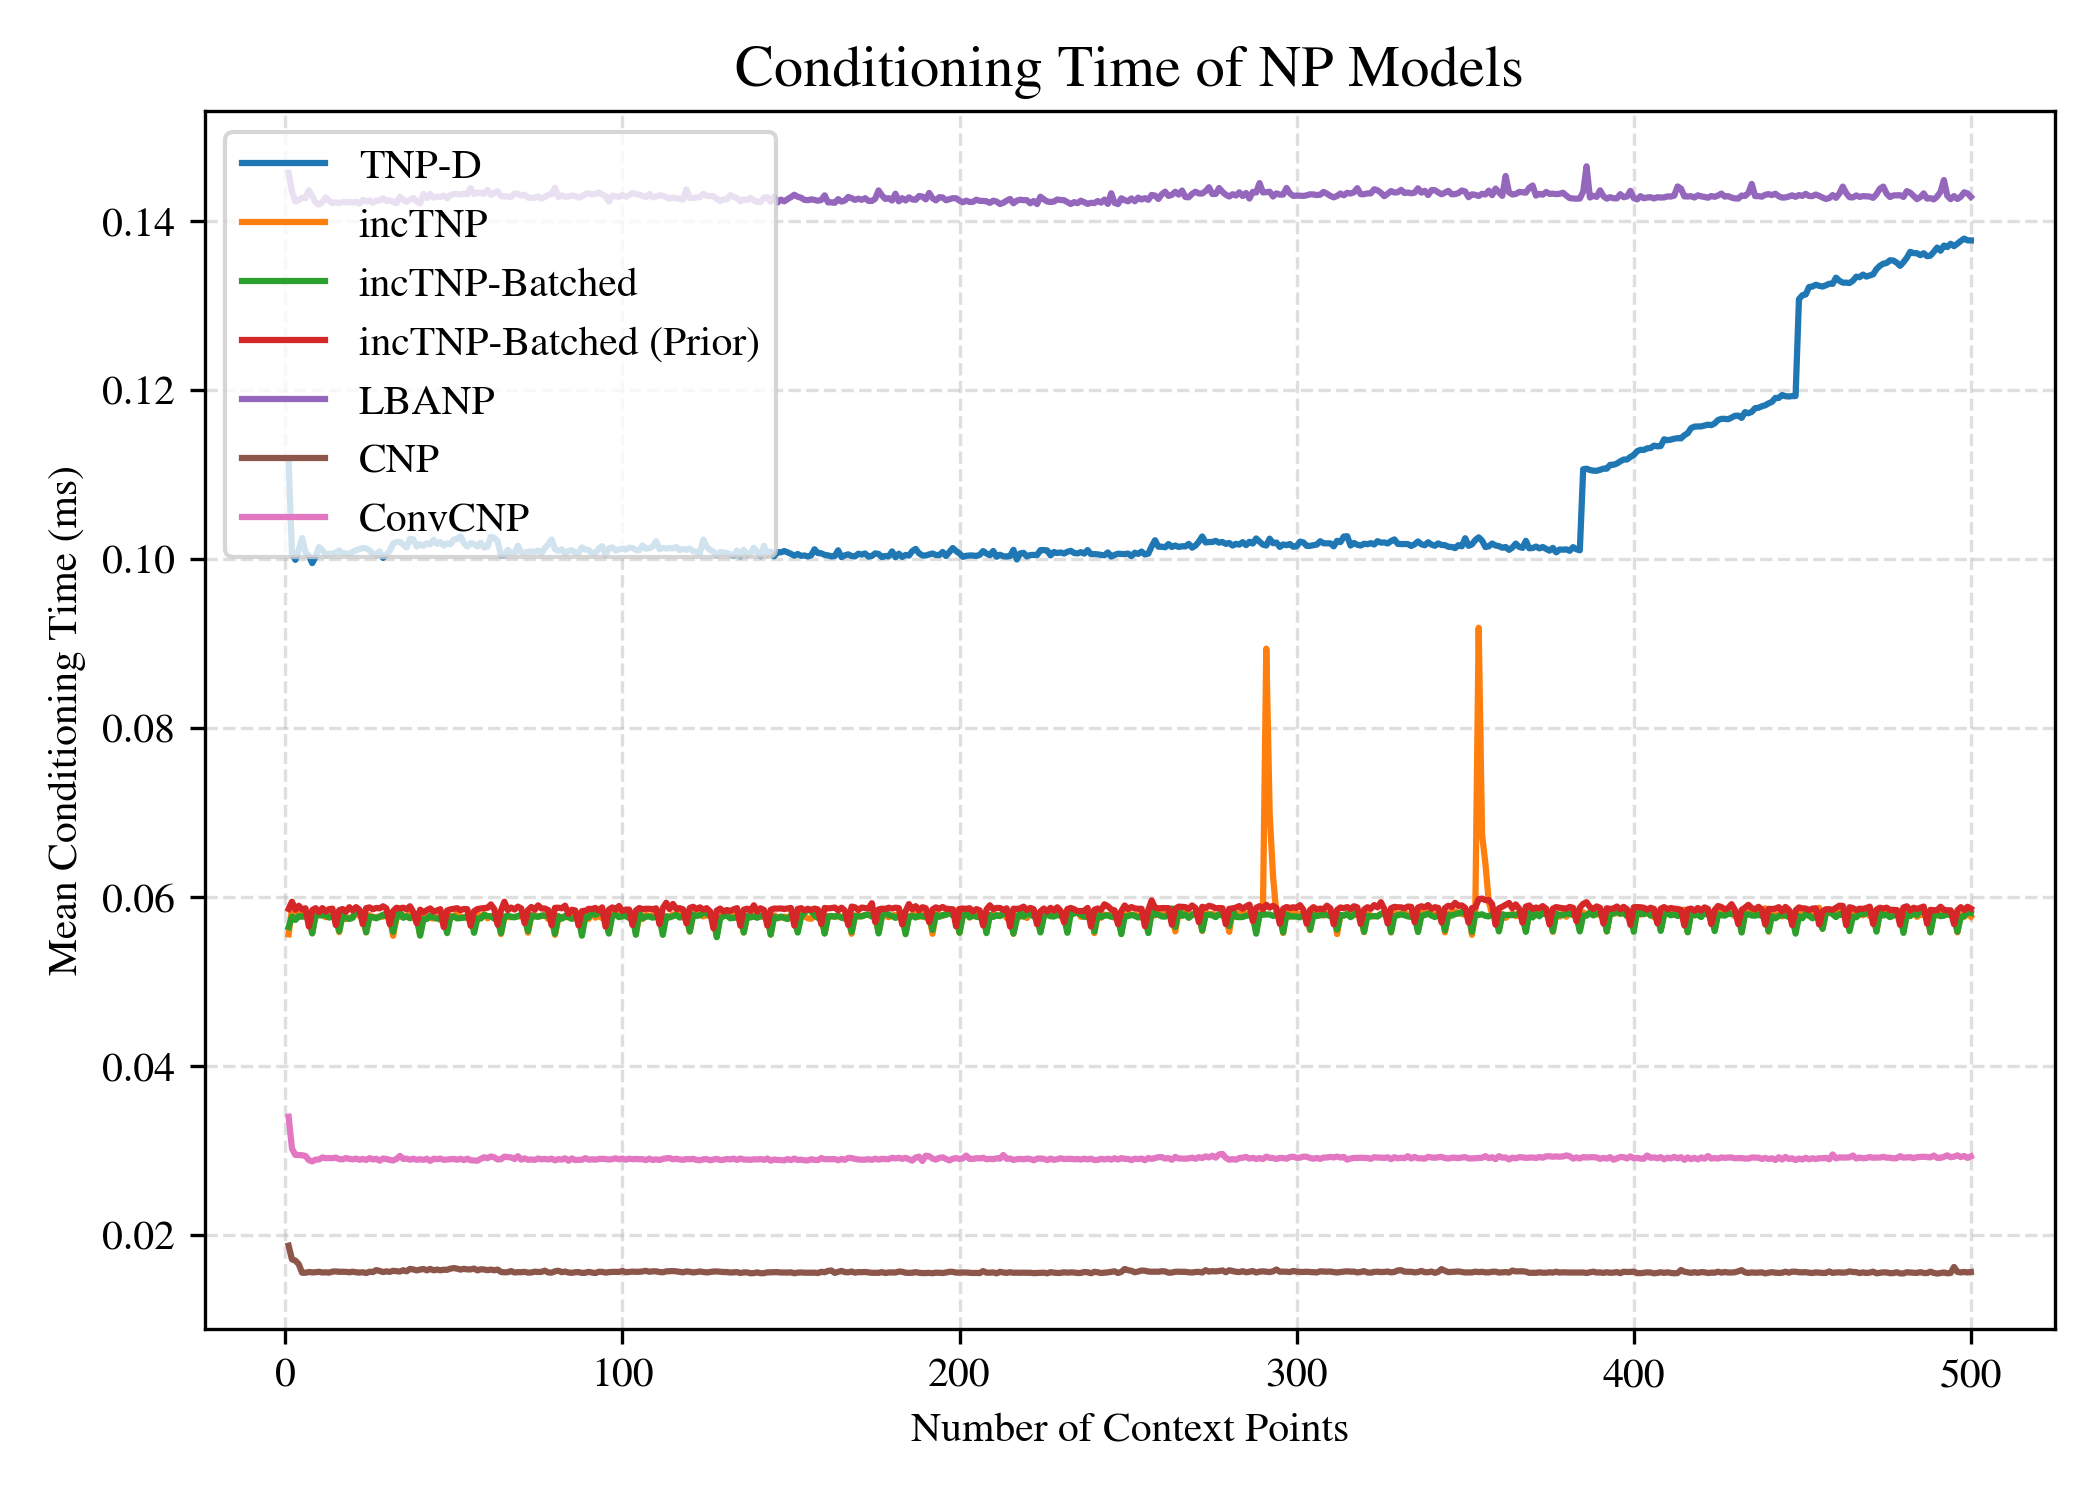 Conditioning Time of NP Models
TNP-D
incTNP
incTNP-Batched
incTNP-Batched (Prior)
LBANP
CNP
ConvCNP
Mean Conditioning Time (ms)
0.14
0.12
0.10
0.08
0.06
0.04
0.02
0 100 200 300 400 500
Number of Context Points